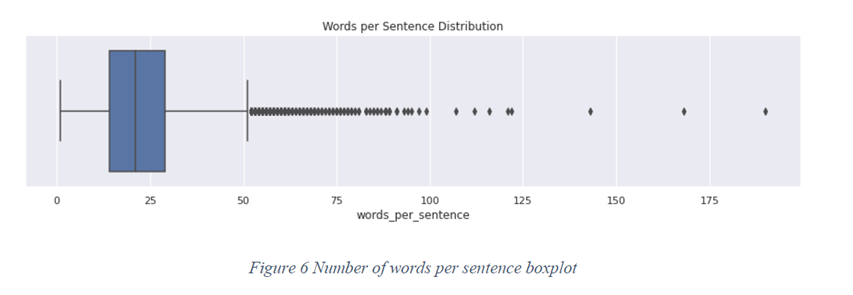 Words per Sentence Distribution
0 25 50 75 100 125 150 175
words_per_sentence
Figure 6 Number of words per sentence boxplot